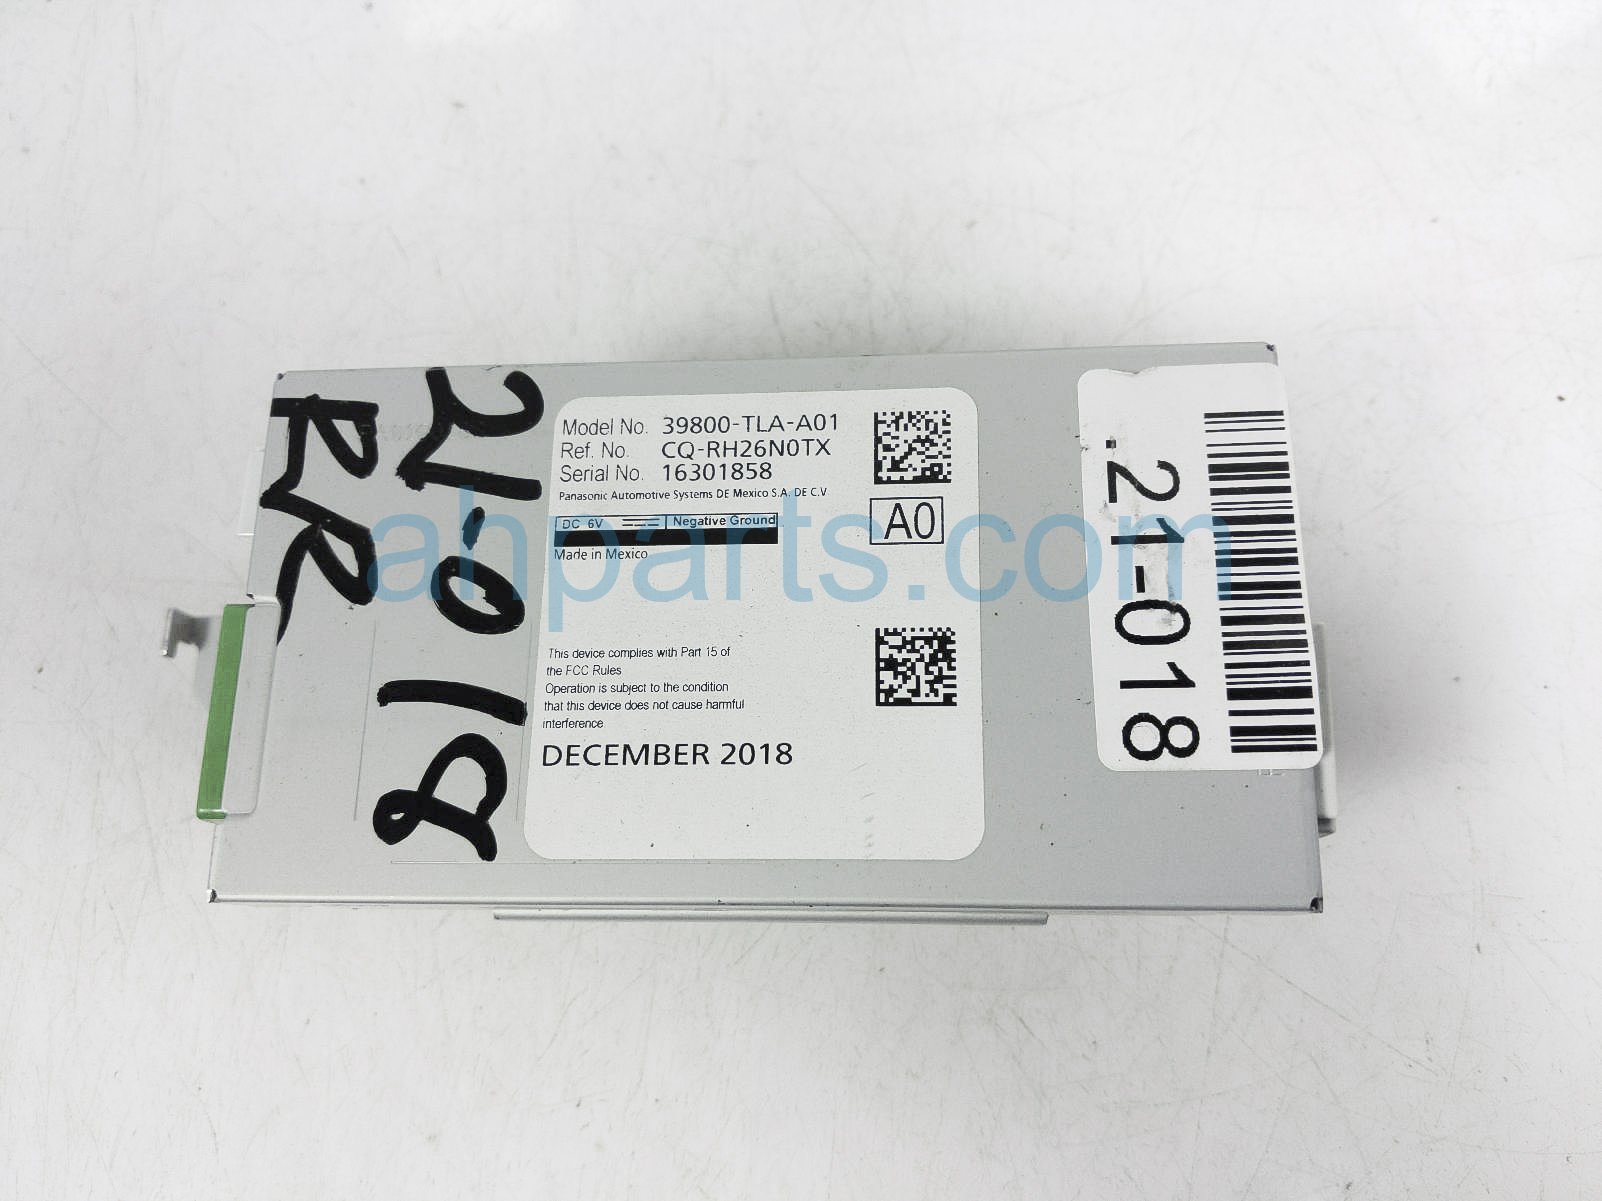 Model No. 39800-TLA-A01
Ref. No. CQ-RH26N0TX
Serial No. 16301858
Panasonic Automotive Systems DE Mexico S.A. DE C.V
DC 6V Negative Ground
Made in Mexico
A0
This device complies with Part 15 of
the FCC Rules
Operation is subject to the condition
that this device does not cause harmful
interference
DECEMBER 2018
21-018
RR
.21-018
ahparts.com